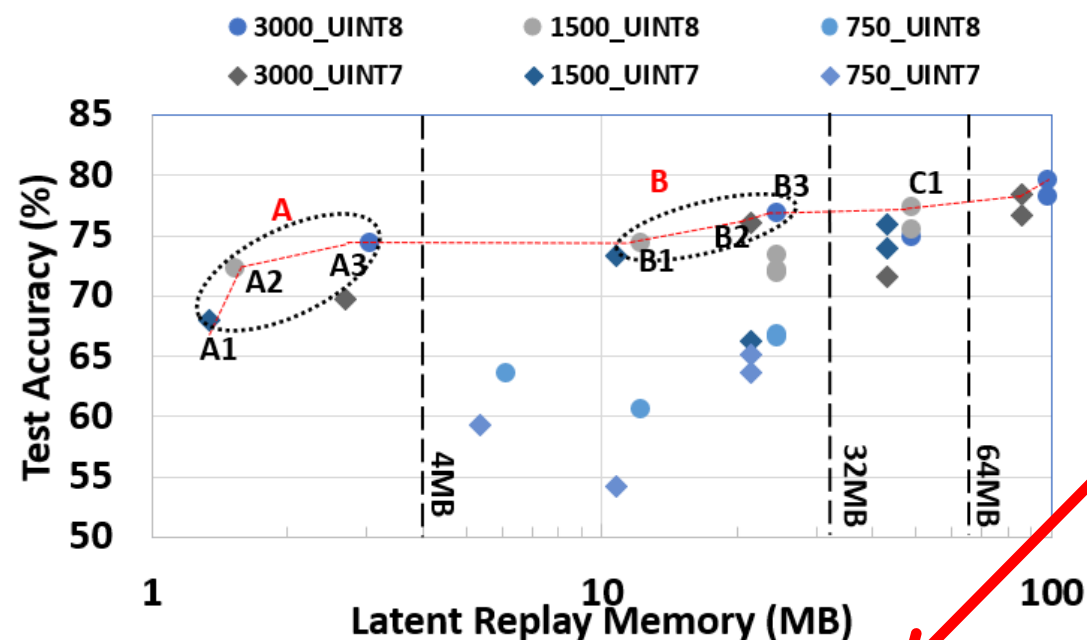 3000_UINT8 1500_UINT8 750_UINT8
3000_UINT7 1500_UINT7 750_UINT7
85
80
75
70
65
60
55
50
Test Accuracy (%)
A
A1
A2
A3
B
B1
B2
B3
C1
4MB
32MB
64MB
1 10 100
Latent Replay Memory (MB)